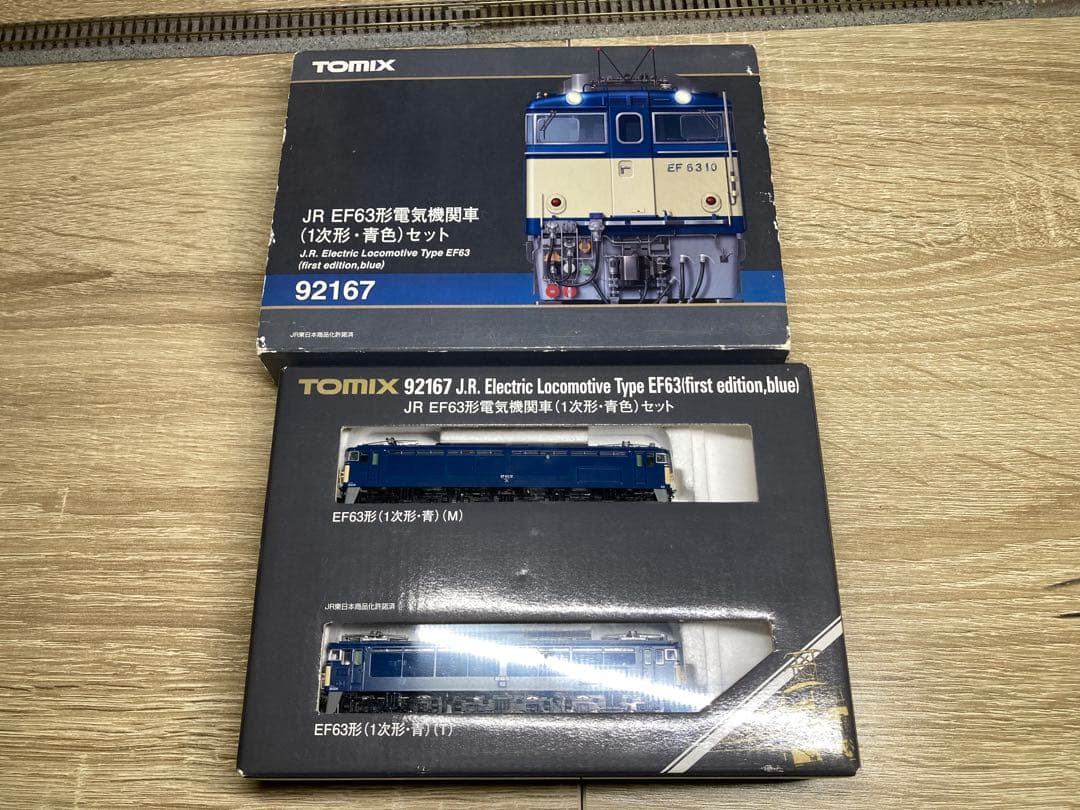 TOMIX
EF 6310
JR EF63形電気機関車
(1次形・青色)セット
J.R. Electric Locomotive Type EF63
(first edition,blue)
92167
JR東日本商品化許諾済
TOMIX 92167 J.R. Electric Locomotive Type EF63(first edition,blue)
JR EF63形電気機関車(1次形・青色)セット
EF63形(1次形・青)(M)
JR東日本商品化許諾済
EF63形(1次形・青)(T)